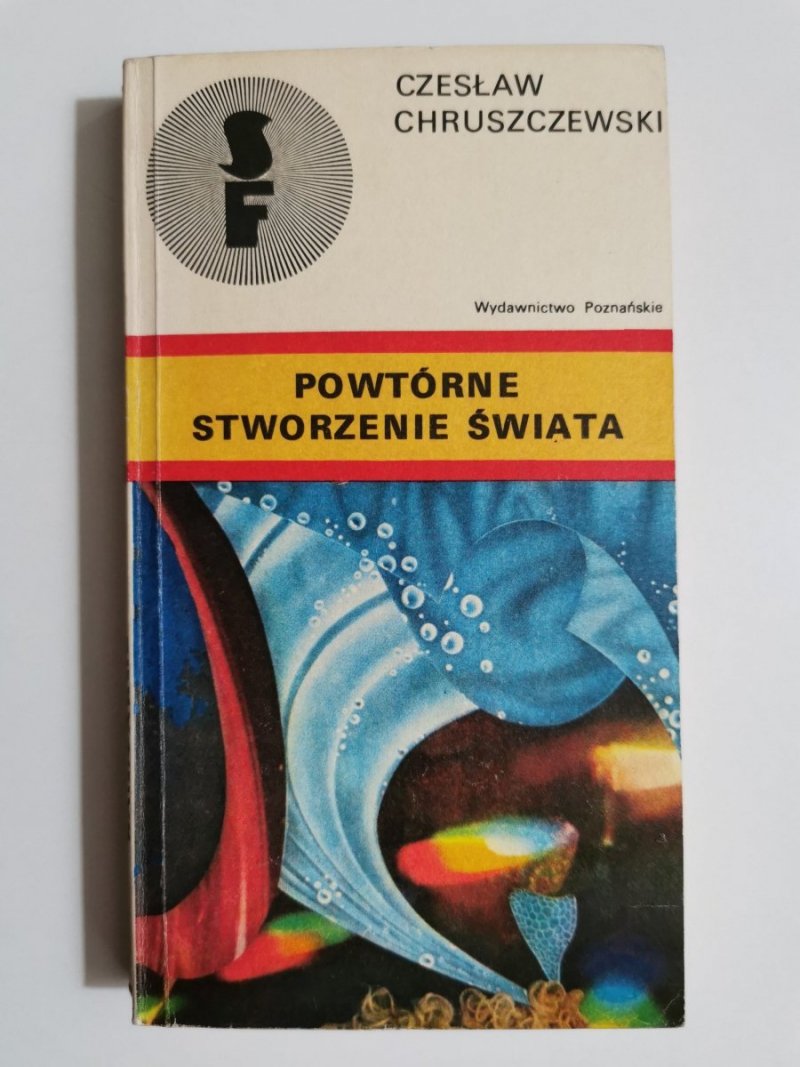 SF
CZESŁAW
CHRUSZCZEWSKI
Wydawnictwo Poznańskie
POWTÓRNE
STWORZENIE ŚWIATA